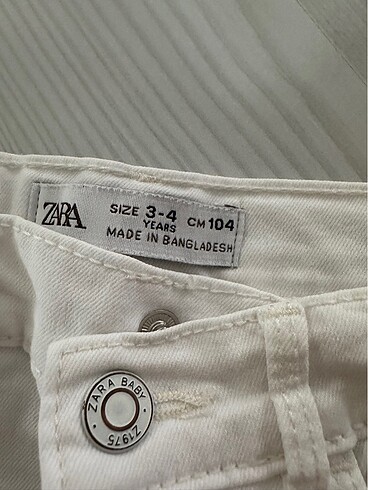 ZARA
SIZE 3-4 CM 104
YEARS
MADE IN BANGLADESH
ZARA BABY
Z1975